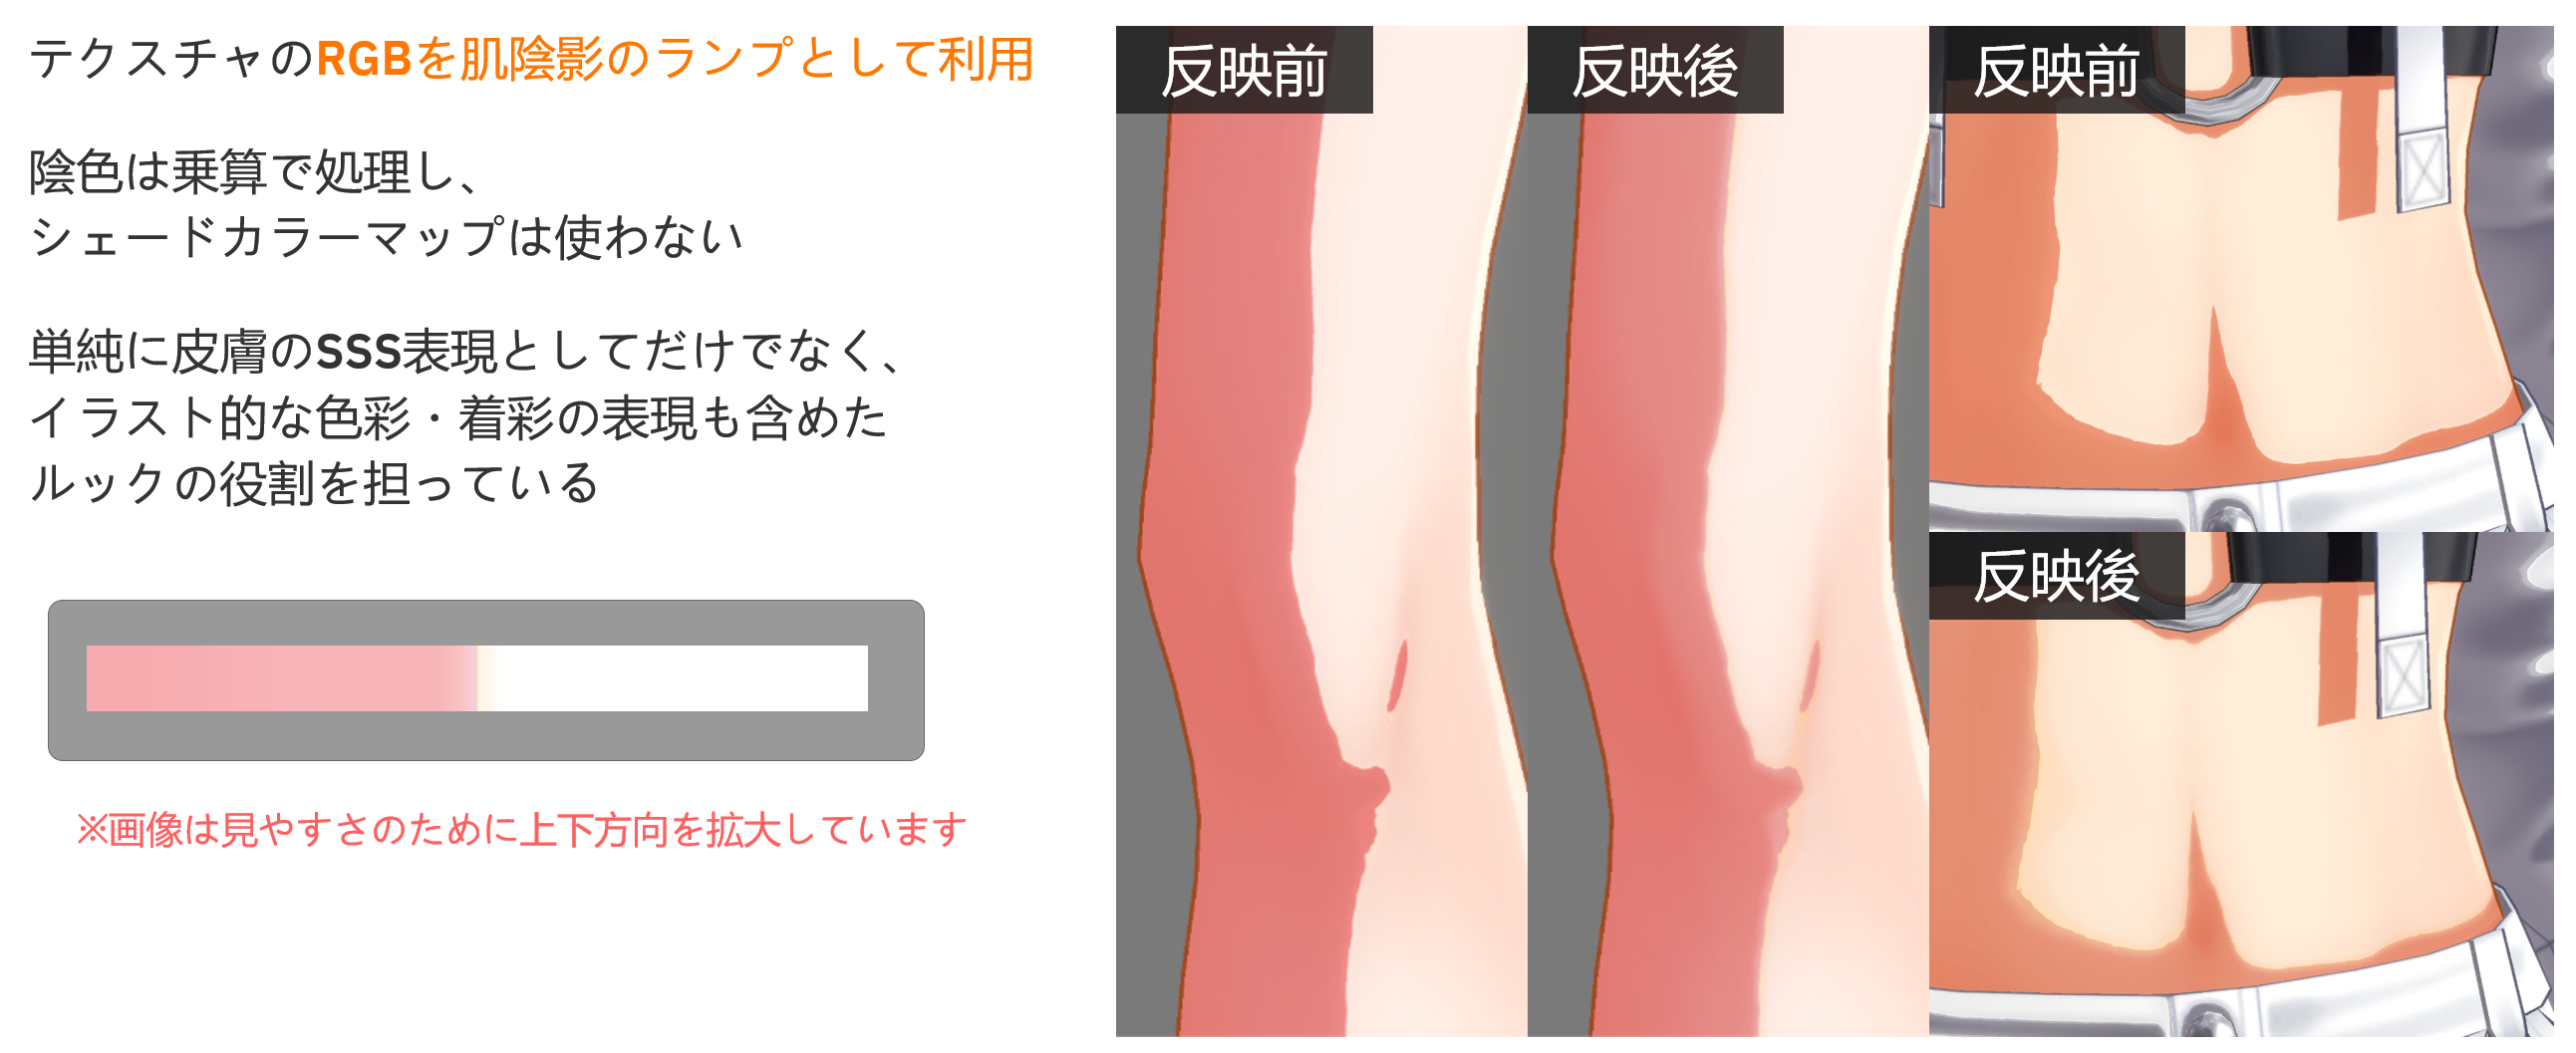 テクスチャのRGBを肌陰影のランプとして利用
陰色は乗算で処理し、
シェードカラーマップは使わない
単純に皮膚のSSS表現としてだけでなく、
イラスト的な色彩・着彩の表現も含めた
ルックの役割を担っている
※画像は見やすさのために上下方向を拡大しています
反映前
反映後
反映前
反映後